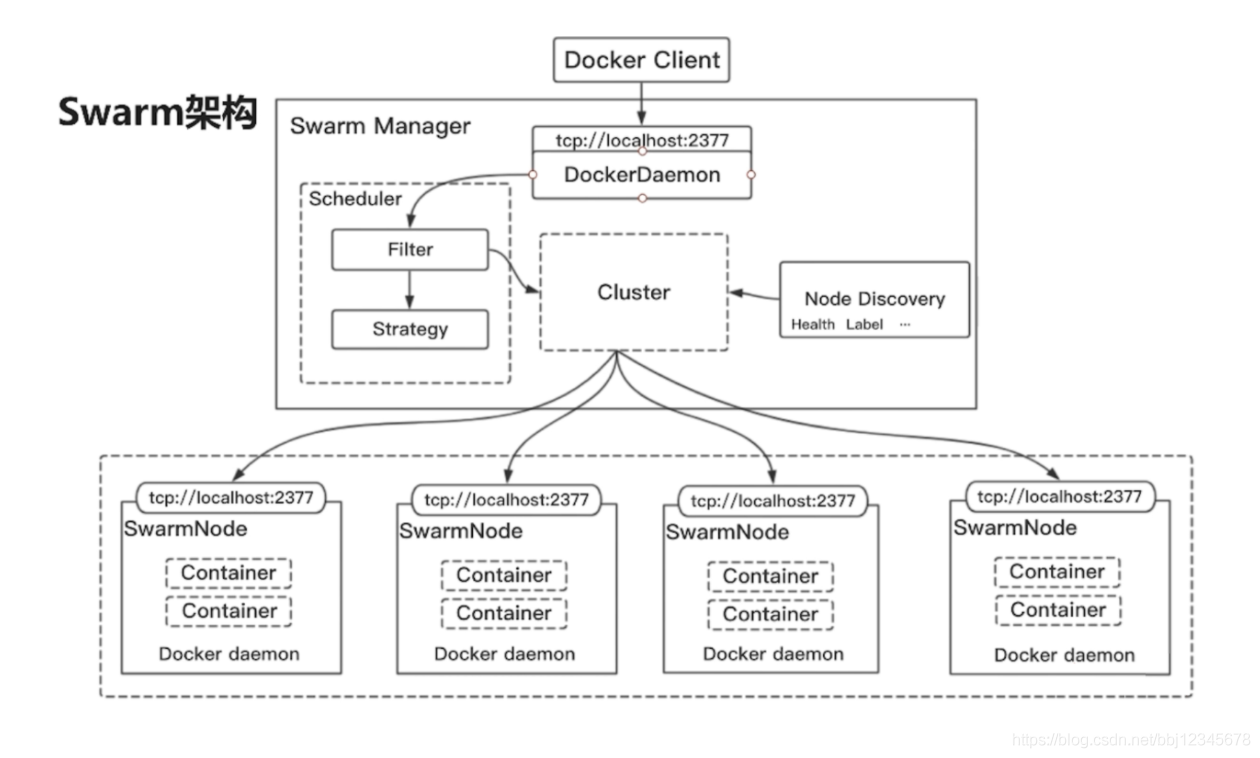 Docker Client
Swarm架构
Swarm Manager
tcp://localhost:2377
DockerDaemon
Scheduler
Filter
Strategy
Cluster
Node Discovery
Health Label ...
tcp://localhost:2377
SwarmNode
Container
Container
Docker daemon
tcp://localhost:2377
SwarmNode
Container
Container
Docker daemon
tcp://localhost:2377
SwarmNode
Container
Container
Docker daemon
tcp://localhost:2377
SwarmNode
Container
Container
Docker daemon
https://blog.csdn.net/bbj12345678